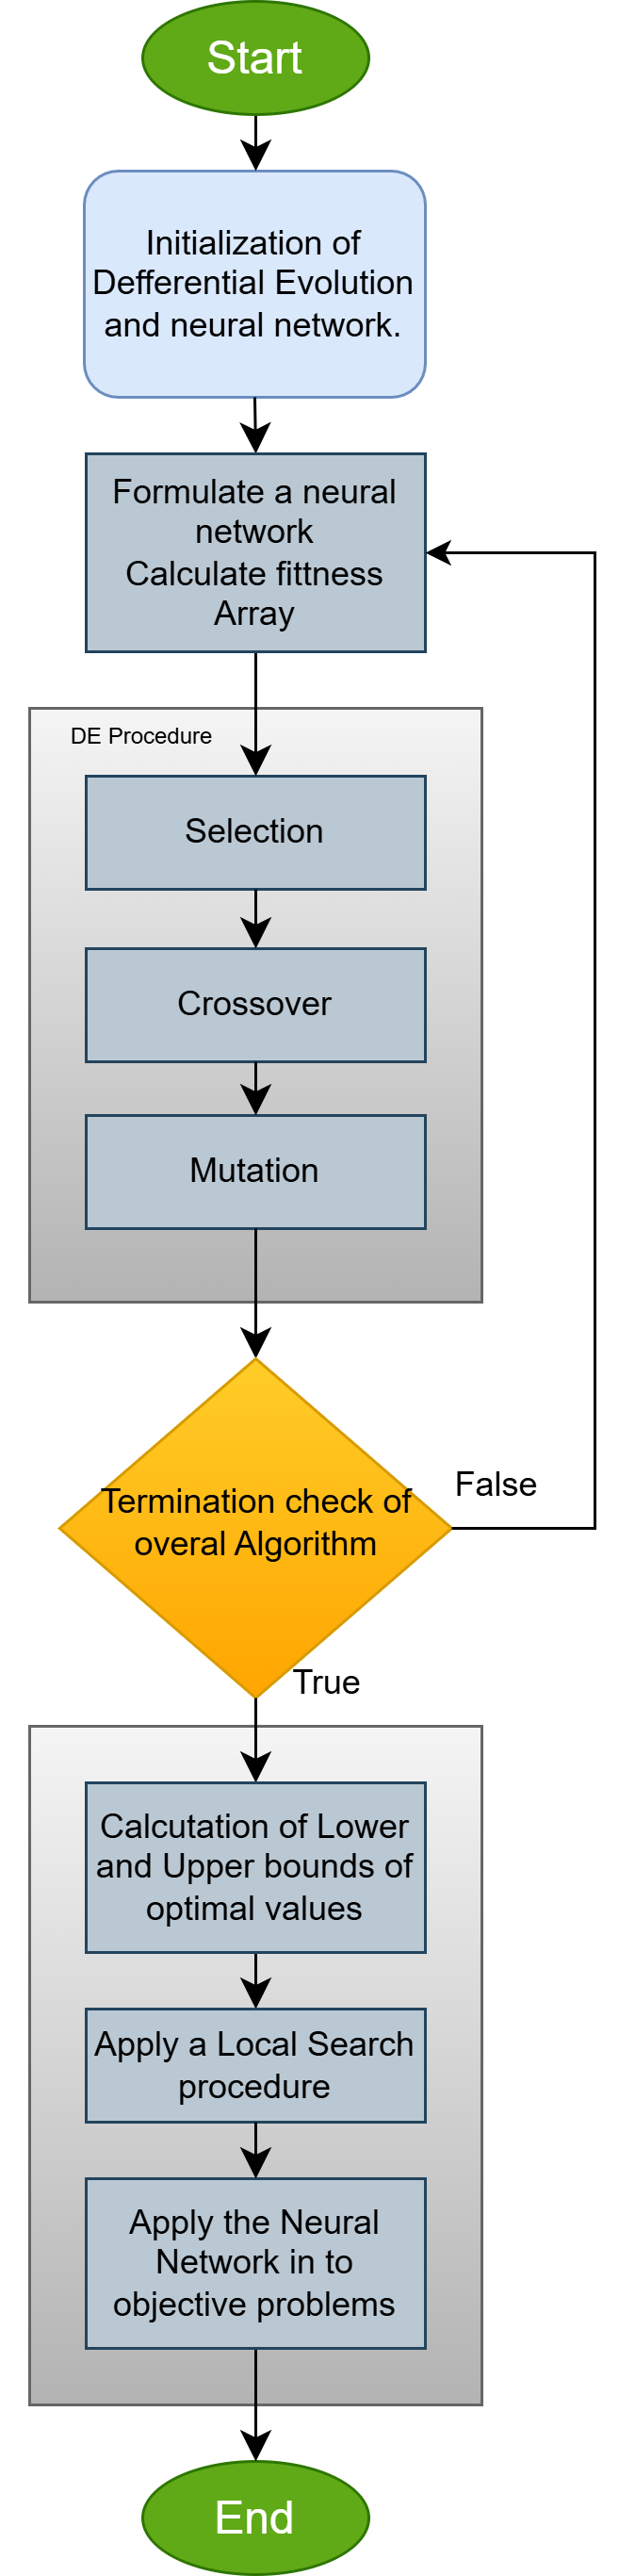 Start
Initialization of
Defferential Evolution
and neural network.
Formulate a neural
network
Calculate fittness
Array
DE Procedure
Selection
Crossover
Mutation
Termination check of
overal Algorithm
False
True
Calcutation of Lower
and Upper bounds of
optimal values
Apply a Local Search
procedure
Apply the Neural
Network in to
objective problems
End